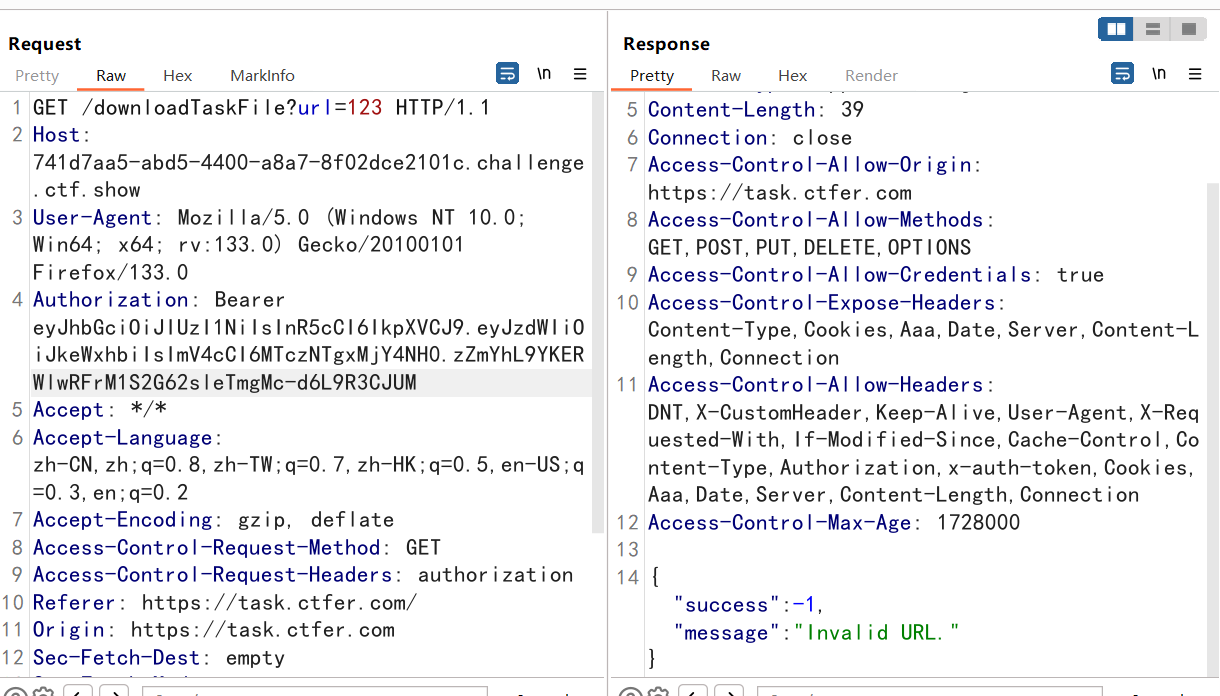 Request
Pretty Raw Hex MarkInfo
\n
1 GET /downloadTaskFile?url=123 HTTP/1.1
2 Host:
741d7aa5-abd5-4400-a8a7-8f02dce2101c.challenge
.ctf.show
3 User-Agent: Mozilla/5.0 (Windows NT 10.0;
Win64; x64; rv:133.0) Gecko/20100101
Firefox/133.0
4 Authorization: Bearer
eyJhbGciOiJIUzI1NiIsInR5cCI6IkpXVCJ9.eyJzdWIiO
iJkeWxhbiIsImV4cCI6MTczNTgxMjY4NH0.zZmYhL9YKER
WlwRFrM1S2G62sleTmgMc-d6L9R3CJUM
5 Accept: */*
6 Accept-Language:
zh-CN,zh;q=0.8,zh-TW;q=0.7,zh-HK;q=0.5,en-US;q
=0.3,en;q=0.2
7 Accept-Encoding: gzip, deflate
8 Access-Control-Request-Method: GET
9 Access-Control-Request-Headers: authorization
10 Referer: https://task.ctfer.com/
11 Origin: https://task.ctfer.com
12 Sec-Fetch-Dest: empty
Response
Pretty Raw Hex Render
\n
5 Content-Length: 39
6 Connection: close
7 Access-Control-Allow-Origin:
https://task.ctfer.com
8 Access-Control-Allow-Methods:
GET,POST,PUT,DELETE,OPTIONS
9 Access-Control-Allow-Credentials: true
10 Access-Control-Expose-Headers:
Content-Type,Cookies,Aaa,Date,Server,Content-L
ength,Connection
11 Access-Control-Allow-Headers:
DNT,X-CustomHeader,Keep-Alive,User-Agent,X-Req
uested-With,If-Modified-Since,Cache-Control,Co
ntent-Type,Authorization,x-auth-token,Cookies,
Aaa,Date,Server,Content-Length,Connection
12 Access-Control-Max-Age: 1728000
13
14 {
"success":-1,
"message":"Invalid URL."
}